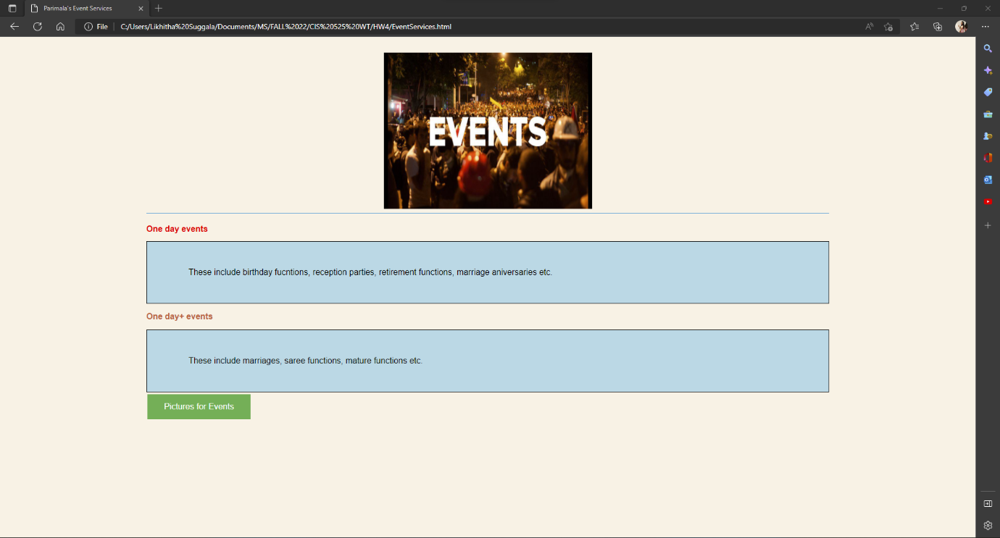 Parimala's Event Services
File
C:/Users/Likhitha%20Suggala/Documents/MS/FALL%2022/CIS%20525%20WT/HW4/EventServices.html
EVENTS
One day events
These include birthday fucntions, reception parties, retirement functions, marriage aniversaries etc.
One day+ events
These include marriages, saree functions, mature functions etc.
Pictures for Events